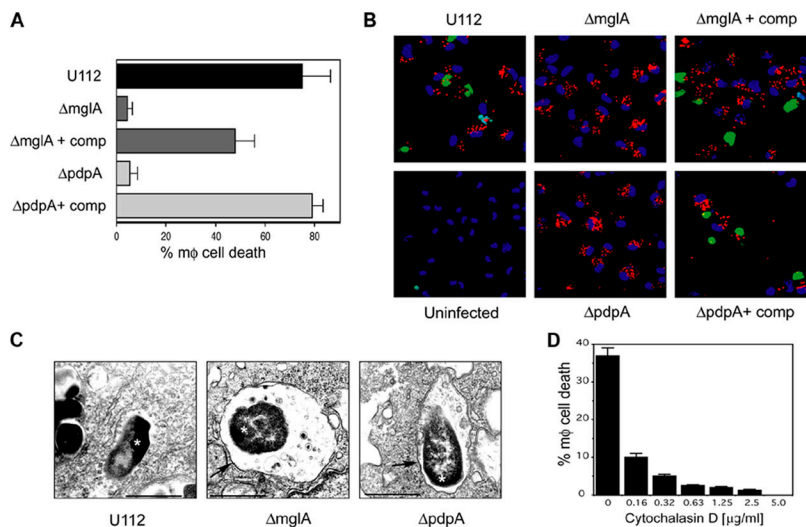 A
U112
ΔmglA
ΔmglA + comp
ΔpdpA
ΔpdpA+ comp
0 20 40 60 80
% mϕ cell death
B
U112 ΔmglA ΔmglA + comp
Uninfected ΔpdpA ΔpdpA+ comp
C
* * *
U112 ΔmglA ΔpdpA
D
% mϕ cell death
40
30
20
10
0
0 0.16 0.32 0.63 1.25 2.5 5.0
Cytochalasin D [µg/ml]